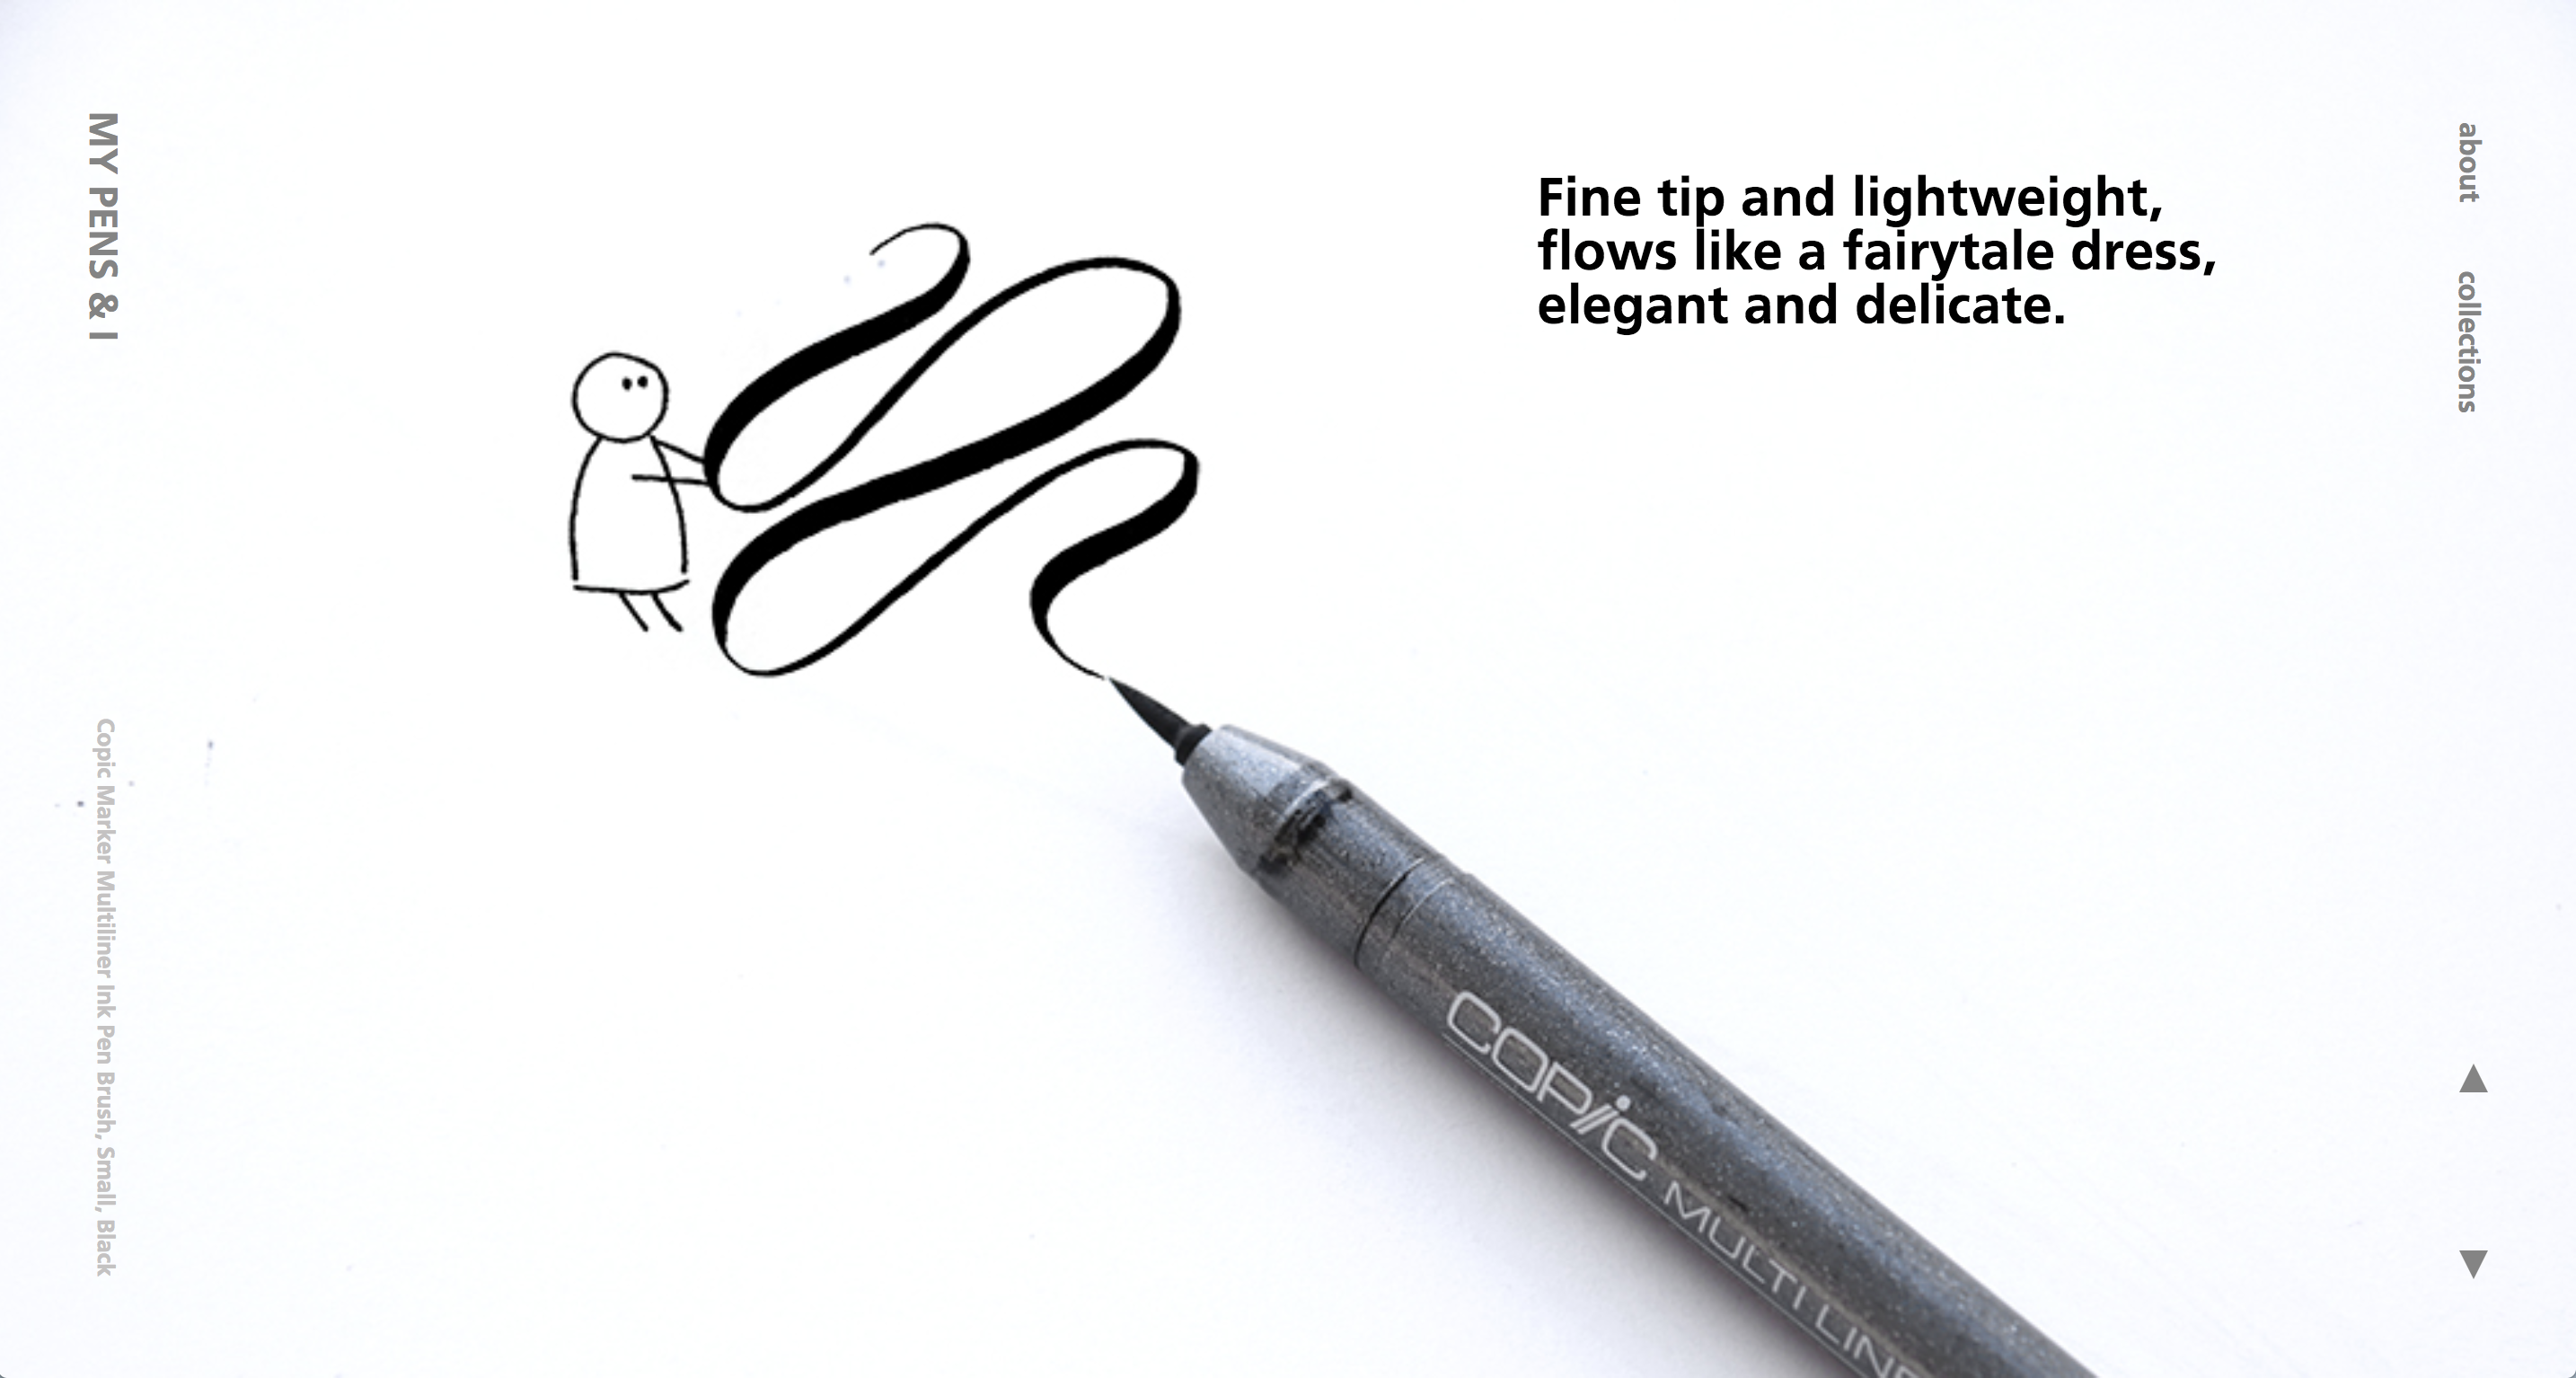 MY PENS & I
Fine tip and lightweight,
flows like a fairytale dress,
elegant and delicate.
about
collections
Copic Marker Multiliner Ink Pen Brush, Small, Black
COPiC MULTI LINE